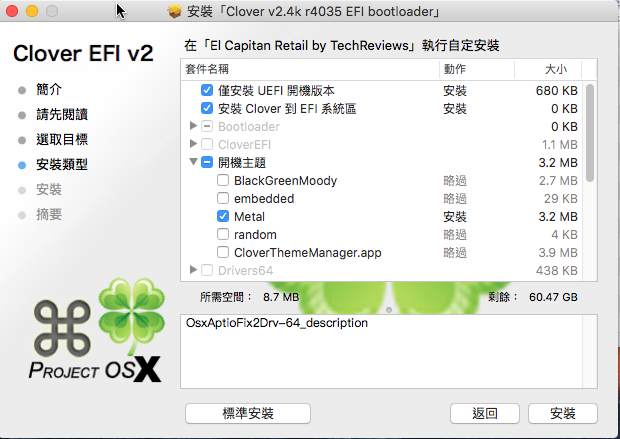 安裝「Clover v2.4k r4035 EFI bootloader」
Clover EFI v2
簡介
請先閱讀
選取目標
安裝類型
安裝
摘要
PROJECT OSX
在「El Capitan Retail by TechReviews」執行自定安裝
套件名稱 動作 大小
僅安裝 UEFI 開機版本 安裝 680 KB
安裝 Clover 到 EFI 系統區 安裝 0 KB
Bootloader 0 KB
CloverEFI 1.1 MB
開機主題 3.2 MB
BlackGreenMoody 略過 2.7 MB
embedded 略過 29 KB
Metal 安裝 3.2 MB
random 略過 4 KB
CloverThemeManager.app 略過 3.9 MB
Drivers64 438 KB
所需空間： 8.7 MB 剩餘： 60.47 GB
OsxAptioFix2Drv-64_description
標準安裝 返回 安裝